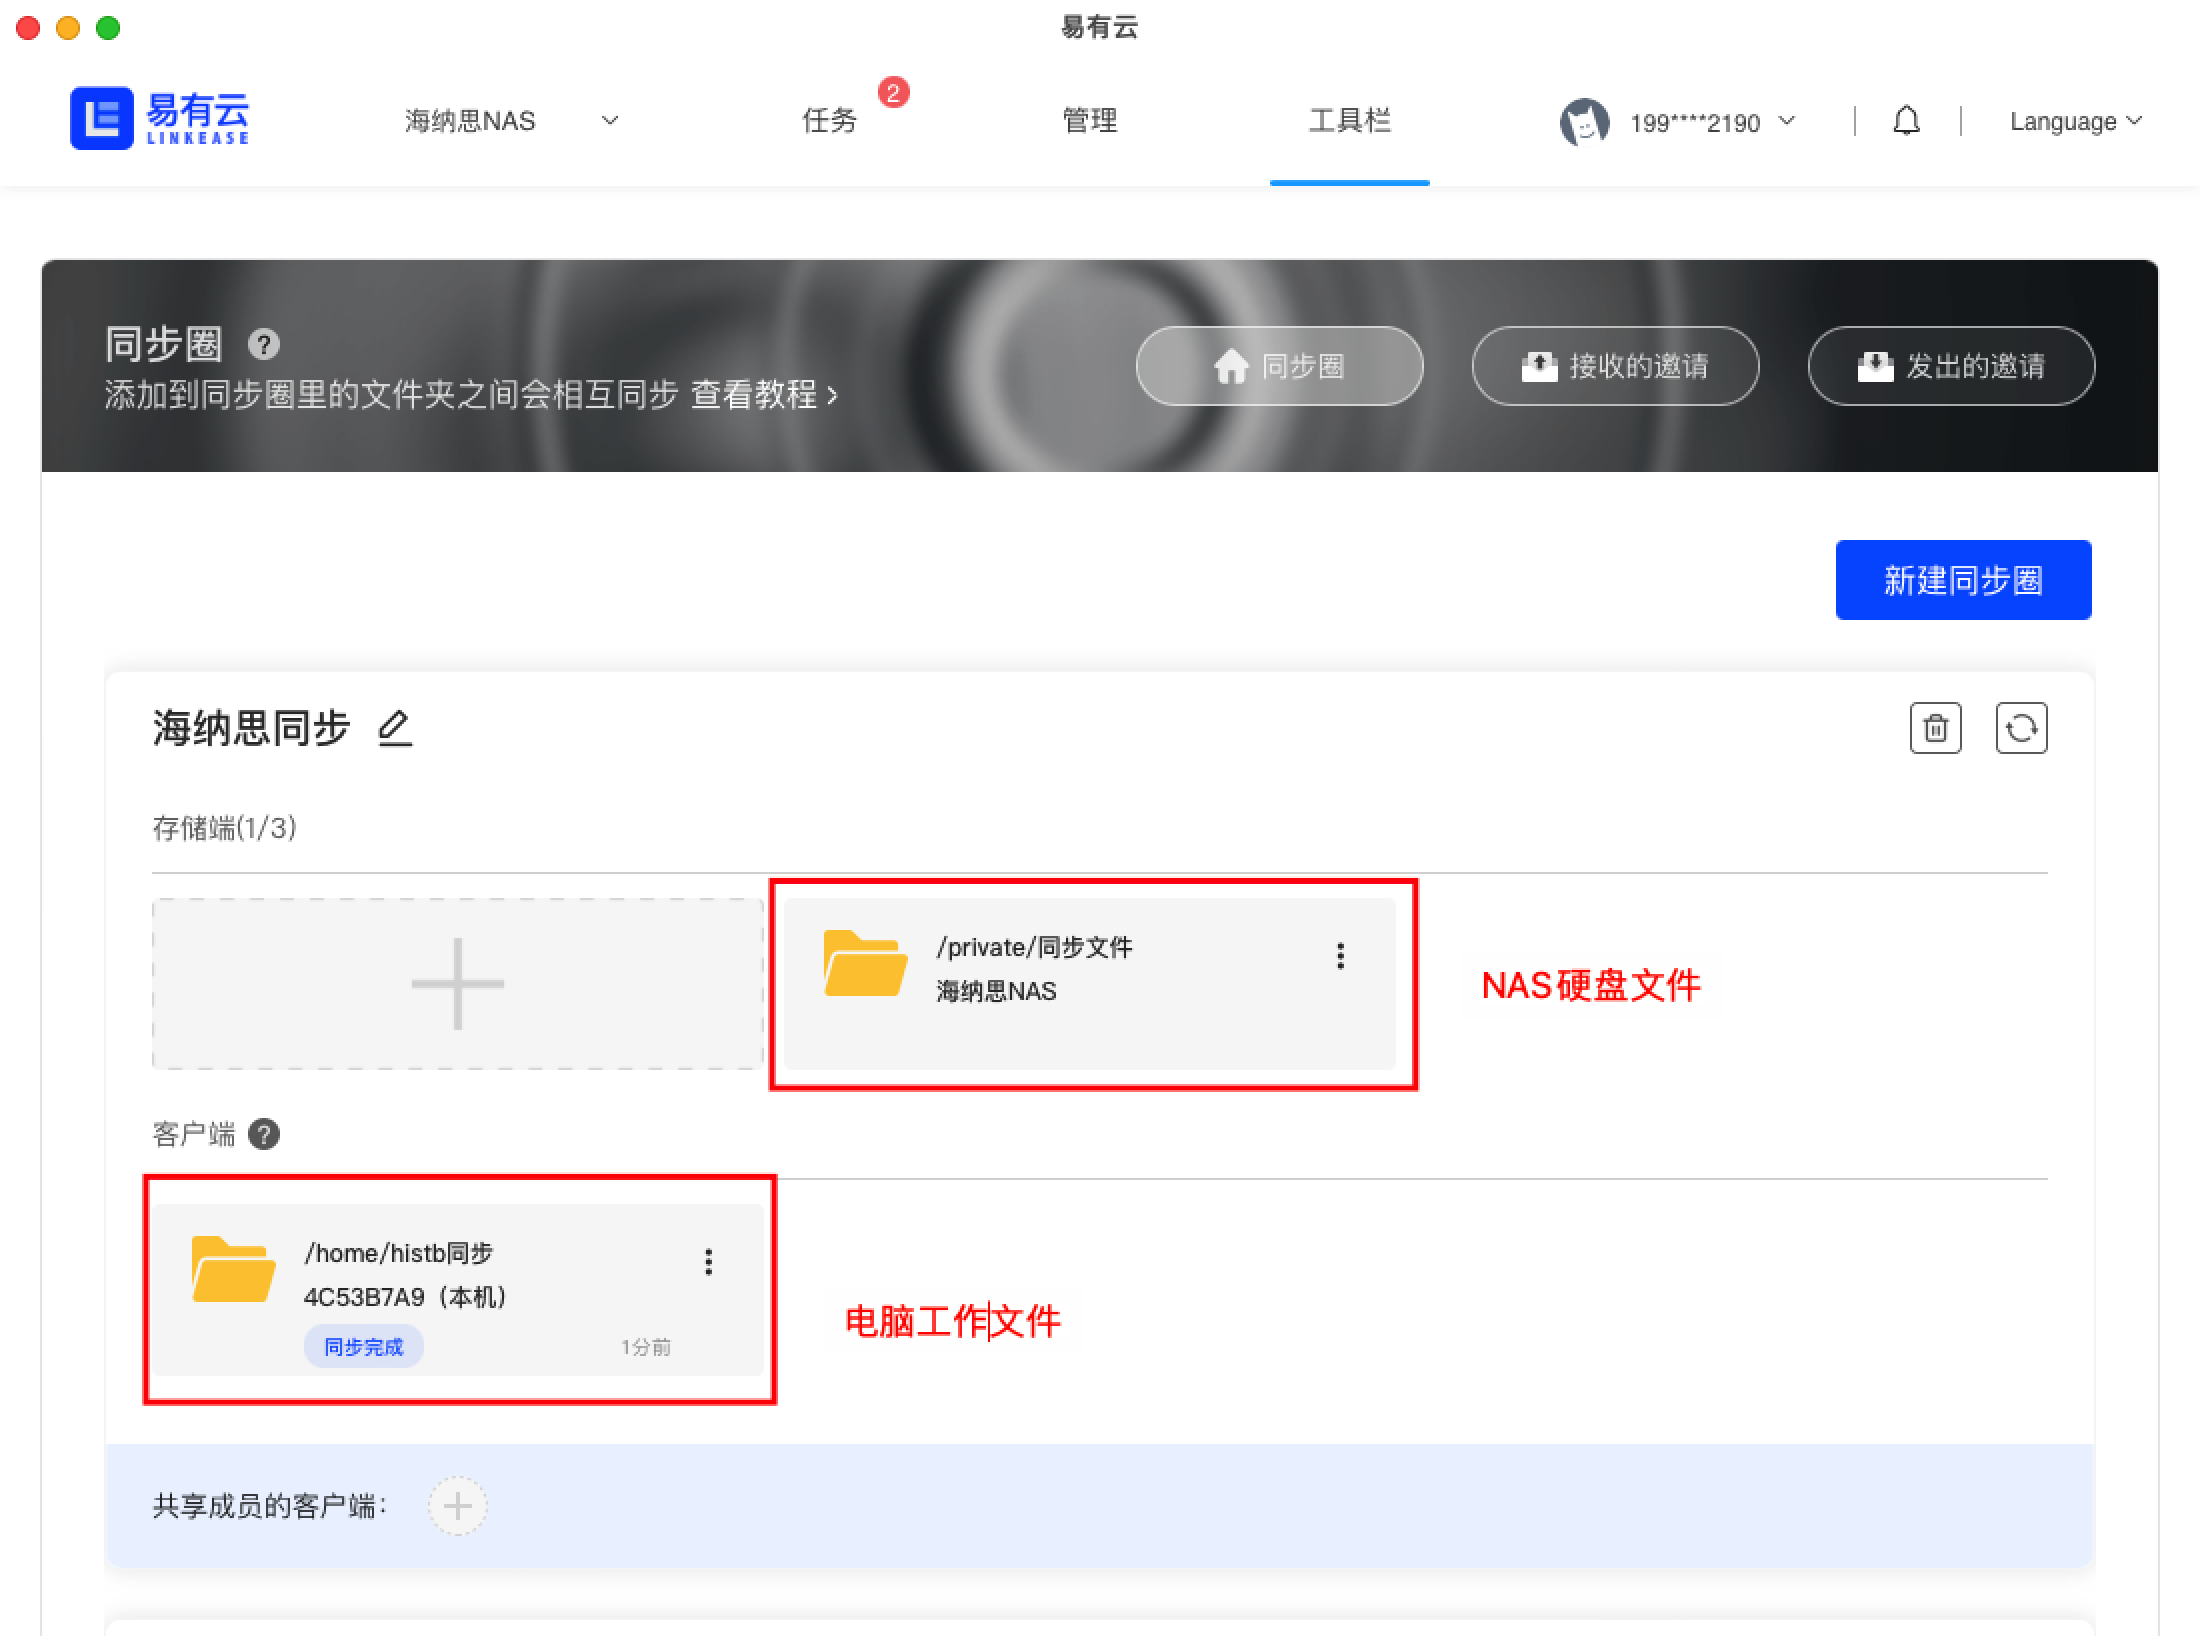 易有云
易有云
LINKEASE
海纳思NAS
任务
2
管理
工具栏
199****2190
Language
同步圈
?
添加到同步圈里的文件夹之间会相互同步 查看教程 >
同步圈
接收的邀请
发出的邀请
新建同步圈
海纳思同步
存储端(1/3)
/private/同步文件
海纳思NAS
NAS硬盘文件
客户端
?
/home/histb同步
4C53B7A9（本机）
同步完成
1分前
电脑工作文件
共享成员的客户端：